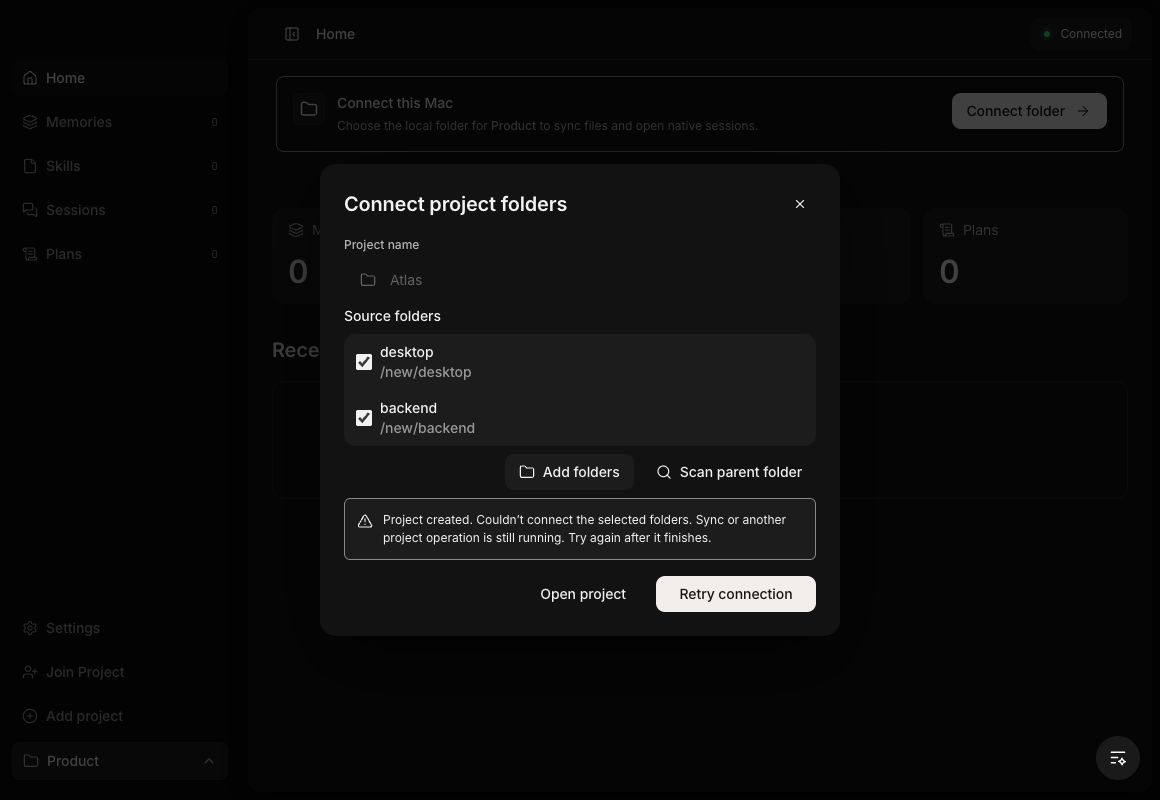 Home
Connected
Home
Connect this Mac
Choose the local folder for Product to sync files and open native sessions.
Connect folder
Memories 0
Skills 0
Sessions 0
Plans 0
Connect project folders
Project name
Atlas
Source folders
desktop
/new/desktop
backend
/new/backend
Add folders
Scan parent folder
Project created. Couldn't connect the selected folders. Sync or another
project operation is still running. Try again after it finishes.
Open project
Retry connection
M
0
Plans
0
Rece
Settings
Join Project
Add project
Product